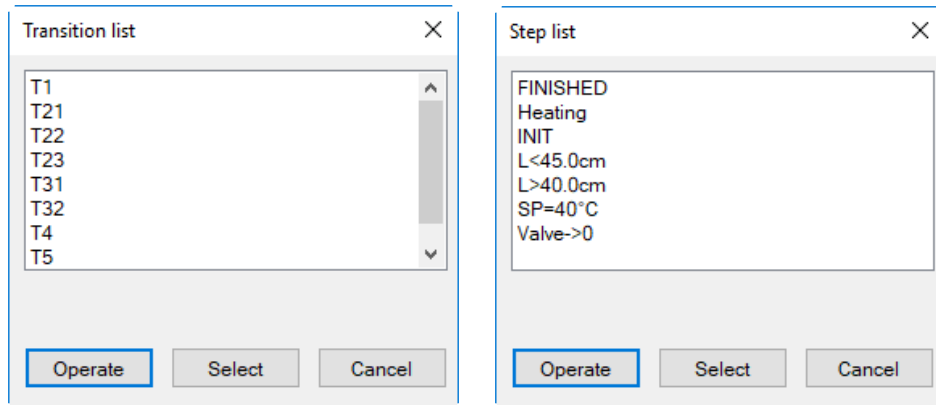 Transition list
T1
T21
T22
T23
T31
T32
T4
T5
Operate Select Cancel
Step list
FINISHED
Heating
INIT
L<45.0cm
L>40.0cm
SP=40°C
Valve->0
Operate Select Cancel